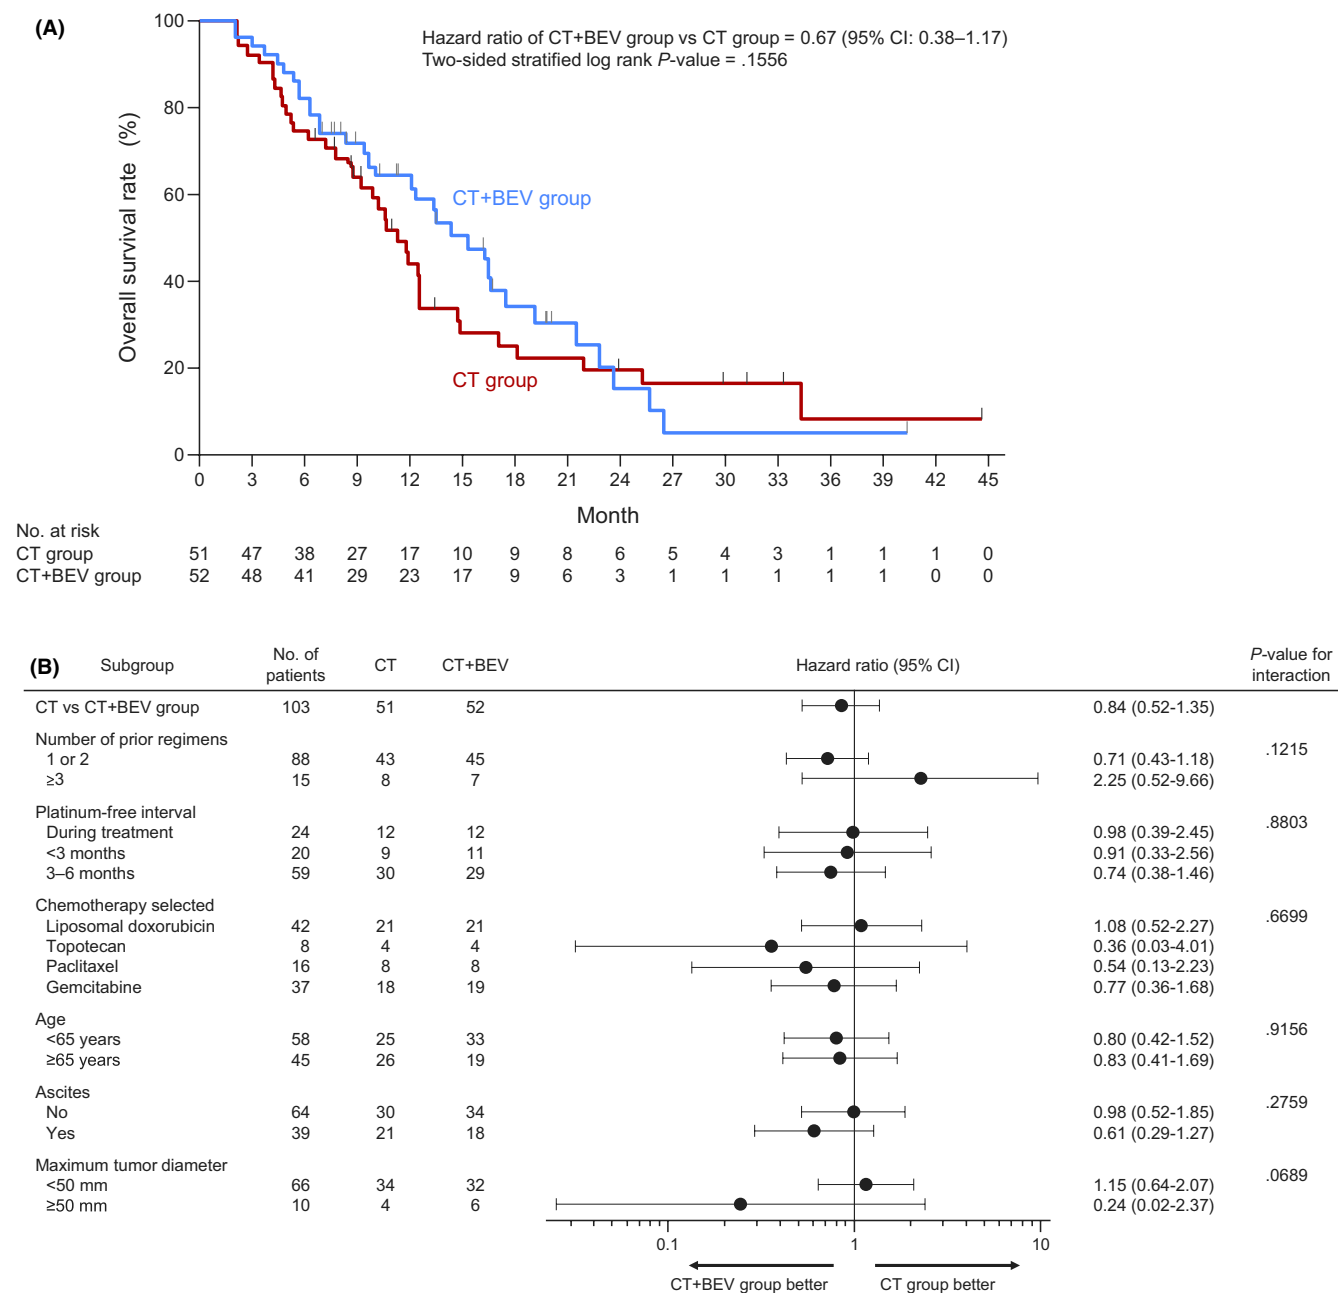 (A)
Hazard ratio of CT+BEV group vs CT group = 0.67 (95% CI: 0.38–1.17)
Two-sided stratified log rank P-value = .1556
Overall survival rate (%)
100
80
60
40
20
0
CT+BEV group
CT group
0 3 6 9 12 15 18 21 24 27 30 33 36 39 42 45
Month
No. at risk
CT group 51 47 38 27 17 10 9 8 6 5 4 3 1 1 1 0
CT+BEV group 52 48 41 29 23 17 9 6 3 1 1 1 1 1 0 0
(B) Subgroup No. of patients CT CT+BEV Hazard ratio (95% CI) P-value for interaction
CT vs CT+BEV group 103 51 52 0.84 (0.52-1.35)
Number of prior regimens .1215
1 or 2 88 43 45 0.71 (0.43-1.18)
≥3 15 8 7 2.25 (0.52-9.66)
Platinum-free interval .8803
During treatment 24 12 12 0.98 (0.39-2.45)
<3 months 20 9 11 0.91 (0.33-2.56)
3–6 months 59 30 29 0.74 (0.38-1.46)
Chemotherapy selected .6699
Liposomal doxorubicin 42 21 21 1.08 (0.52-2.27)
Topotecan 8 4 4 0.36 (0.03-4.01)
Paclitaxel 16 8 8 0.54 (0.13-2.23)
Gemcitabine 37 18 19 0.77 (0.36-1.68)
Age .9156
<65 years 58 25 33 0.80 (0.42-1.52)
≥65 years 45 26 19 0.83 (0.41-1.69)
Ascites .2759
No 64 30 34 0.98 (0.52-1.85)
Yes 39 21 18 0.61 (0.29-1.27)
Maximum tumor diameter .0689
<50 mm 66 34 32 1.15 (0.64-2.07)
≥50 mm 10 4 6 0.24 (0.02-2.37)
0.1 1 10
CT+BEV group better CT group better